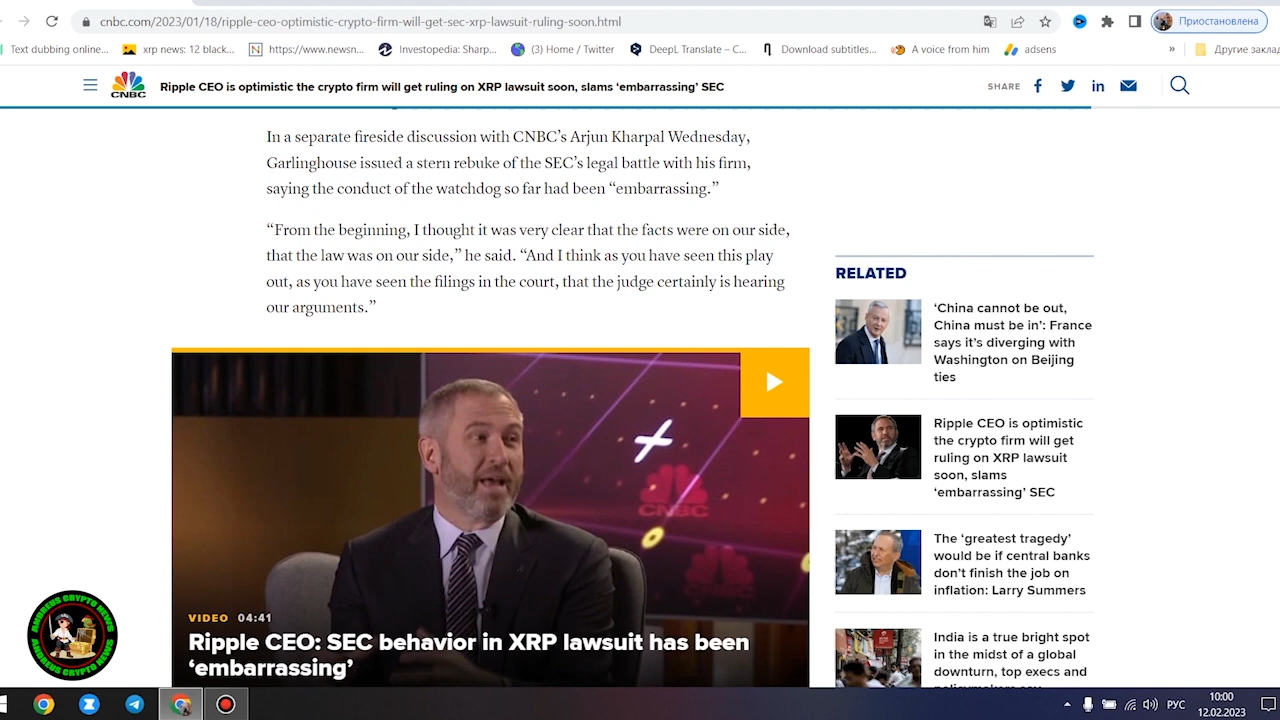 cnbc.com/2023/01/18/ripple-ceo-optimistic-crypto-firm-will-get-sec-xrp-lawsuit-ruling-soon.html
Приостановлена
Text dubbing online...
xrp news: 12 black...
https://www.newsn...
Investopedia: Sharp...
(3) Home / Twitter
DeepL Translate – C...
Download subtitles...
A voice from him
adsens
»
Другие заклад
CNBC
Ripple CEO is optimistic the crypto firm will get ruling on XRP lawsuit soon, slams ‘embarrassing’ SEC
SHARE
In a separate fireside discussion with CNBC’s Arjun Kharpal Wednesday,
Garlinghouse issued a stern rebuke of the SEC’s legal battle with his firm,
saying the conduct of the watchdog so far had been “embarrassing.”
“From the beginning, I thought it was very clear that the facts were on our side,
that the law was on our side,” he said. “And I think as you have seen this play
out, as you have seen the filings in the court, that the judge certainly is hearing
our arguments.”
CNBC
VIDEO 04:41
Ripple CEO: SEC behavior in XRP lawsuit has been
‘embarrassing’
RELATED
‘China cannot be out,
China must be in’: France
says it’s diverging with
Washington on Beijing
ties
Ripple CEO is optimistic
the crypto firm will get
ruling on XRP lawsuit
soon, slams
‘embarrassing’ SEC
The ‘greatest tragedy’
would be if central banks
don’t finish the job on
inflation: Larry Summers
India is a true bright spot
in the midst of a global
downturn, top execs and
policymakers say
ANDREUS CRYPTO NEWS
ANDREUS CRYPTO NEWS
РУС
10:00
12.02.2023